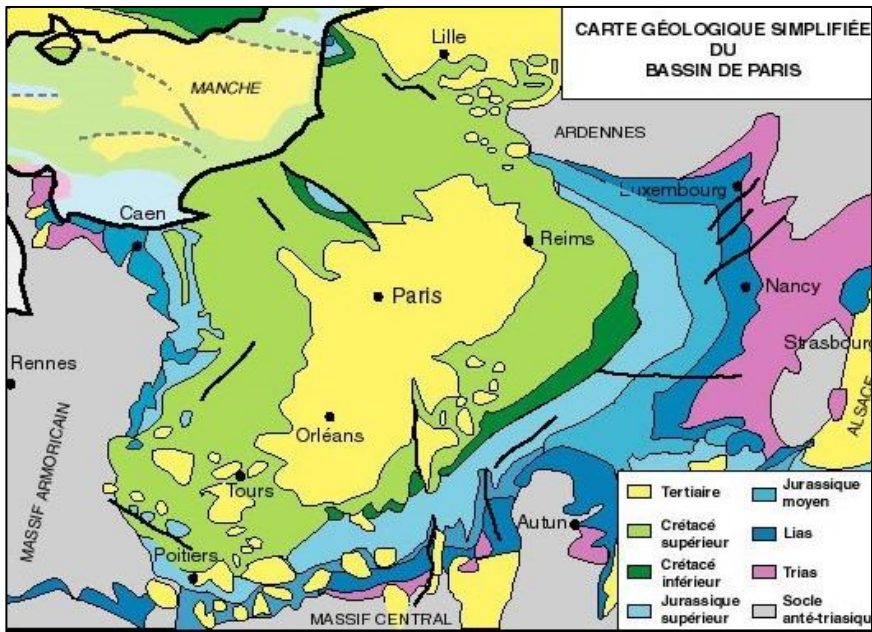 CARTE GÉOLOGIQUE SIMPLIFIÉE
DU
BASSIN DE PARIS
Lille
MANCHE
ARDENNES
Luxembourg
Caen
Reims
Paris
Nancy
Strasbourg
Rennes
ALSACE
MASSIF ARMORICAIN
Orléans
Tours
Autun
Poitiers
MASSIF CENTRAL
Tertiaire
Crétacé
supérieur
Crétacé
inférieur
Jurassique
supérieur
Jurassique
moyen
Lias
Trias
Socle
anté-triasique